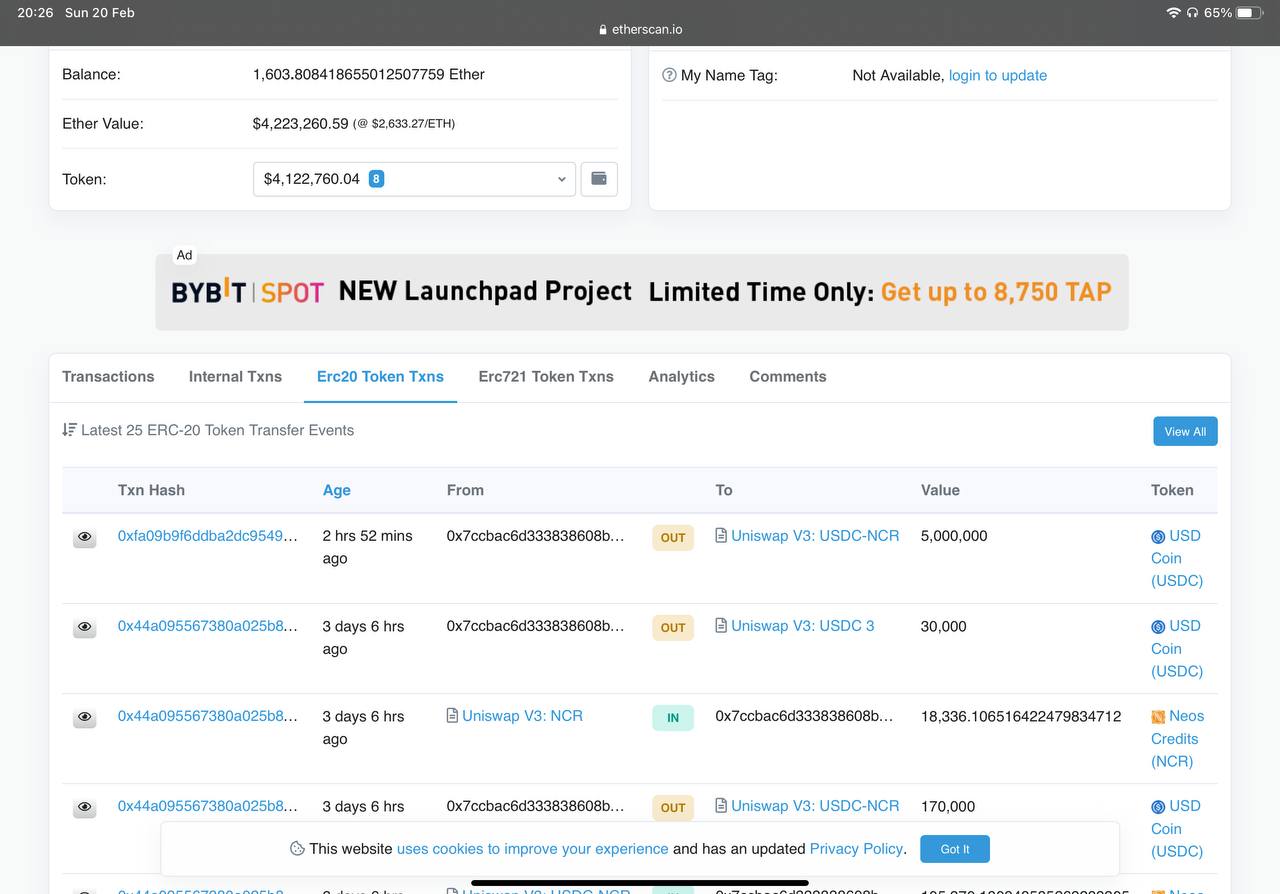 20:26 Sun 20 Feb
65%
etherscan.io
Balance: 1,603.808418655012507759 Ether
My Name Tag: Not Available, login to update
Ether Value: $4,223,260.59 (@ $2,633.27/ETH)
Token: $4,122,760.04 8
Ad
BYBIT | SPOT NEW Launchpad Project Limited Time Only: Get up to 8,750 TAP
Transactions Internal Txns Erc20 Token Txns Erc721 Token Txns Analytics Comments
Latest 25 ERC-20 Token Transfer Events
View All
Txn Hash Age From To Value Token
0xfa09b9f6ddba2dc9549... 2 hrs 52 mins 0x7ccbac6d333838608b... OUT Uniswap V3: USDC-NCR 5,000,000 USD
ago Coin
(USDC)
0x44a095567380a025b8... 3 days 6 hrs 0x7ccbac6d333838608b... OUT Uniswap V3: USDC 3 30,000 USD
ago Coin
(USDC)
0x44a095567380a025b8... 3 days 6 hrs Uniswap V3: NCR IN 0x7ccbac6d333838608b... 18,336.106516422479834712 Neos
ago Credits
(NCR)
0x44a095567380a025b8... 3 days 6 hrs 0x7ccbac6d333838608b... OUT Uniswap V3: USDC-NCR 170,000 USD
Coin
(USDC)
This website uses cookies to improve your experience and has an updated Privacy Policy. Got It